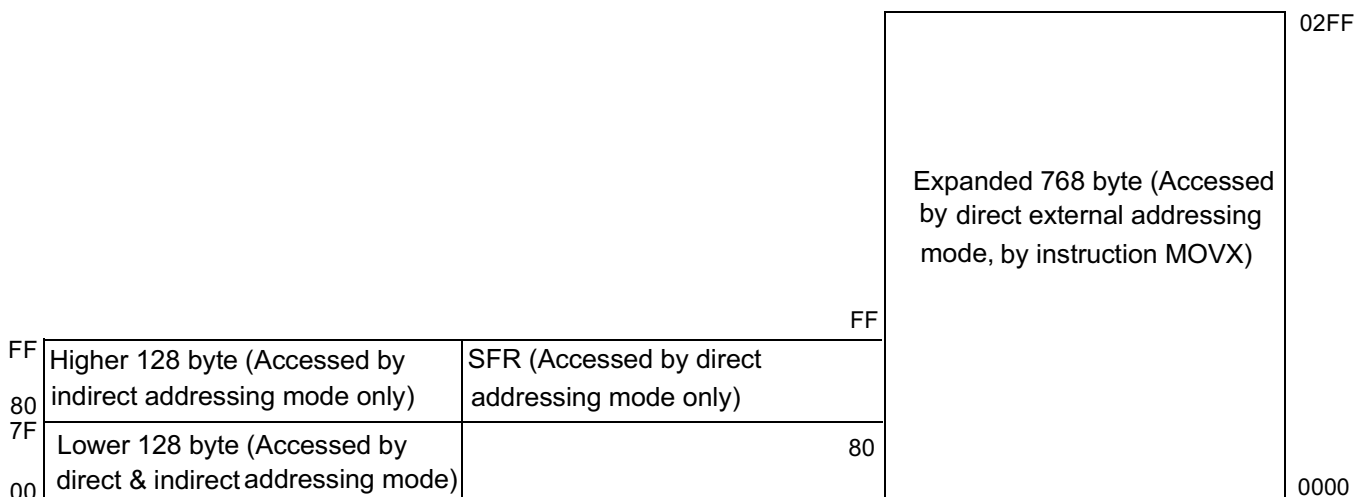 02FF
Expanded 768 byte (Accessed
by direct external addressing
mode, by instruction MOVX)
FF
FF
Higher 128 byte (Accessed by
indirect addressing mode only)
80
SFR (Accessed by direct
addressing mode only)
7F
Lower 128 byte (Accessed by
direct & indirect addressing mode)
00
80
0000